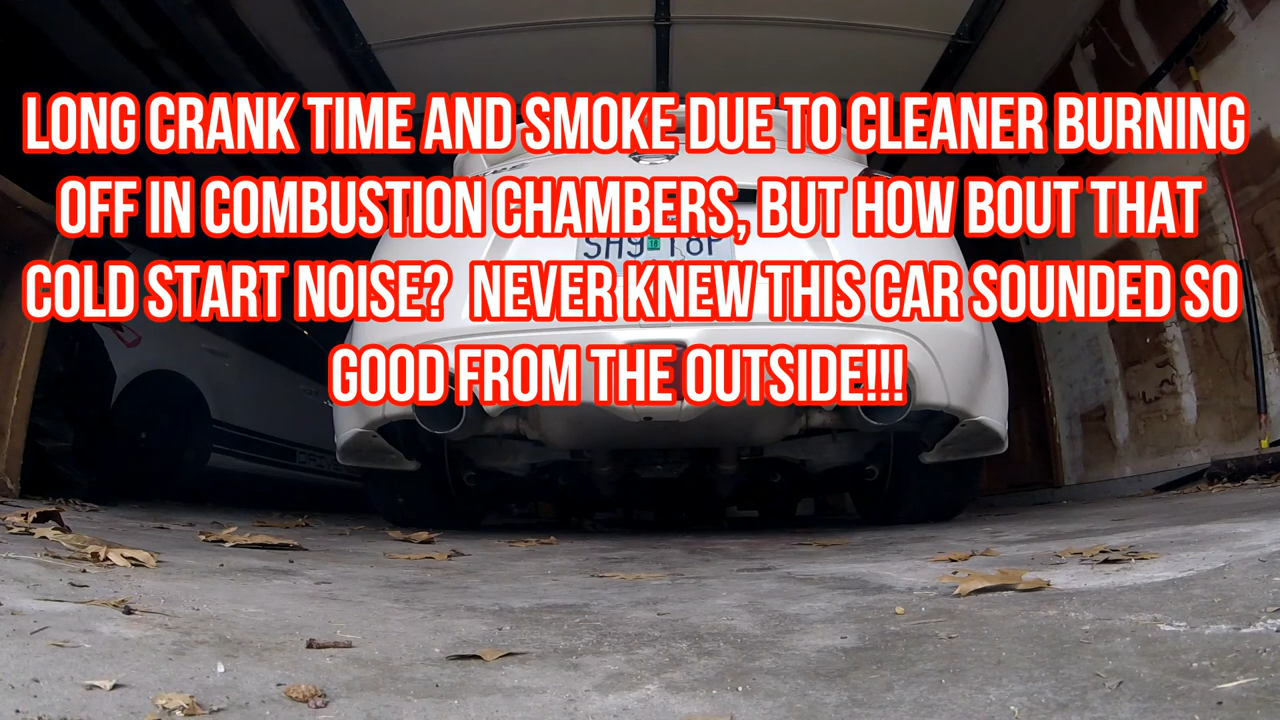 LONG CRANK TIME AND SMOKE DUE TO CLEANER BURNING
OFF IN COMBUSTION CHAMBERS, BUT HOW BOUT THAT
COLD START NOISE? NEVER KNEW THIS CAR SOUNDED SO
GOOD FROM THE OUTSIDE!!!
18